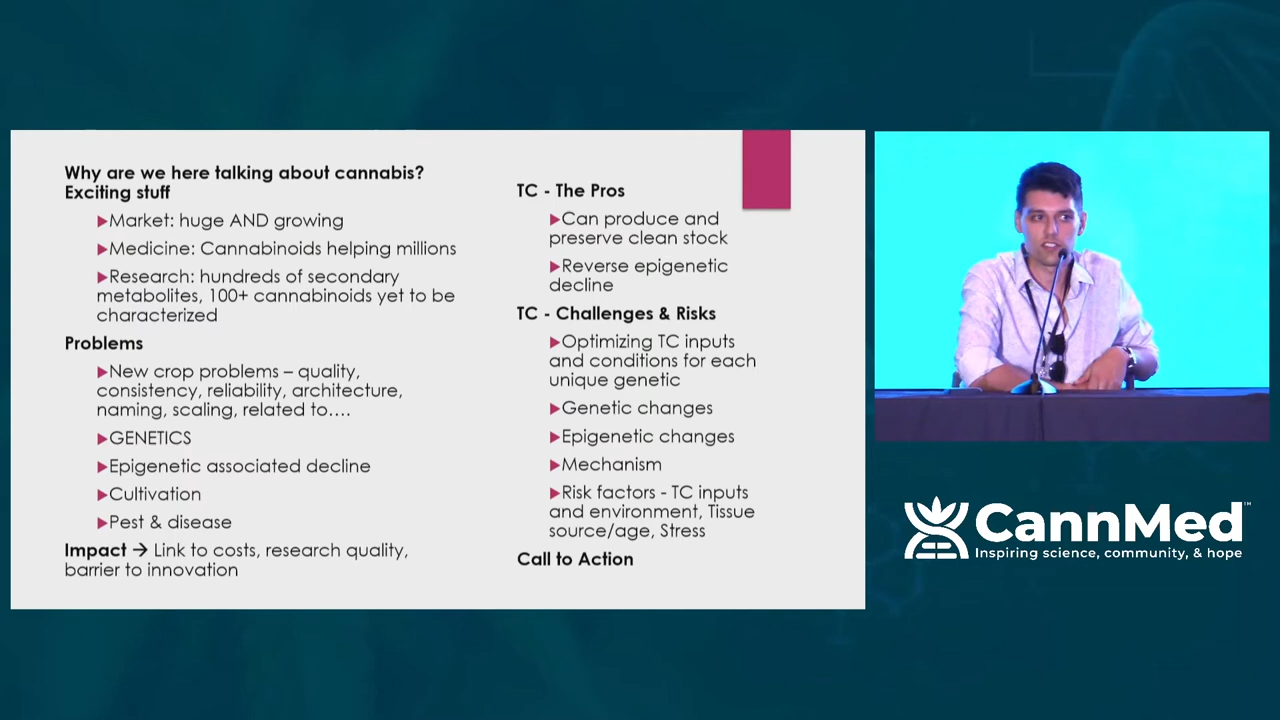 Why are we here talking about cannabis?
Exciting stuff
▶Market: huge AND growing
▶Medicine: Cannabinoids helping millions
▶Research: hundreds of secondary
metabolites, 100+ cannabinoids yet to be
characterized
Problems
▶New crop problems – quality,
consistency, reliability, architecture,
naming, scaling, related to….
▶GENETICS
▶Epigenetic associated decline
▶Cultivation
▶Pest & disease
Impact → Link to costs, research quality,
barrier to innovation
TC - The Pros
▶Can produce and
preserve clean stock
▶Reverse epigenetic
decline
TC - Challenges & Risks
▶Optimizing TC inputs
and conditions for each
unique genetic
▶Genetic changes
▶Epigenetic changes
▶Mechanism
▶Risk factors - TC inputs
and environment, Tissue
source/age, Stress
Call to Action
CannMed™
Inspiring science, community, & hope